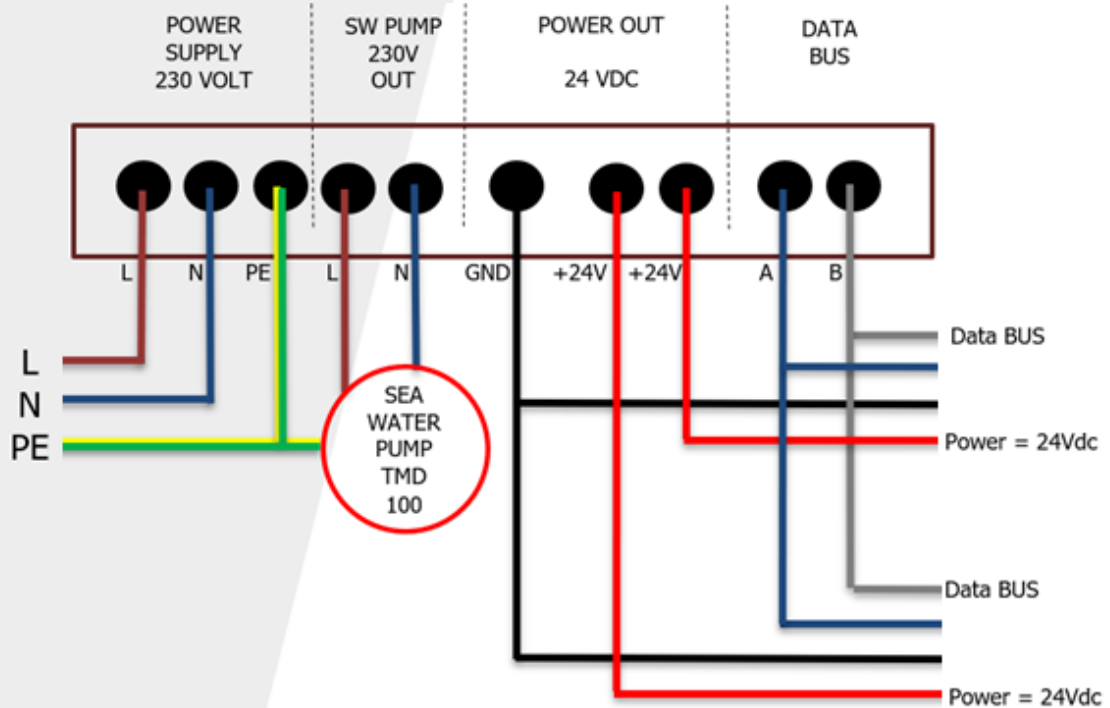 POWER
SUPPLY
230 VOLT
SW PUMP
230V
OUT
POWER OUT
24 VDC
DATA
BUS
L
N
PE
L
N
GND
+24V
+24V
A
B
L
N
PE
SEA
WATER
PUMP
TMD
100
Data BUS
Power = 24Vdc
Data BUS
Power = 24Vdc